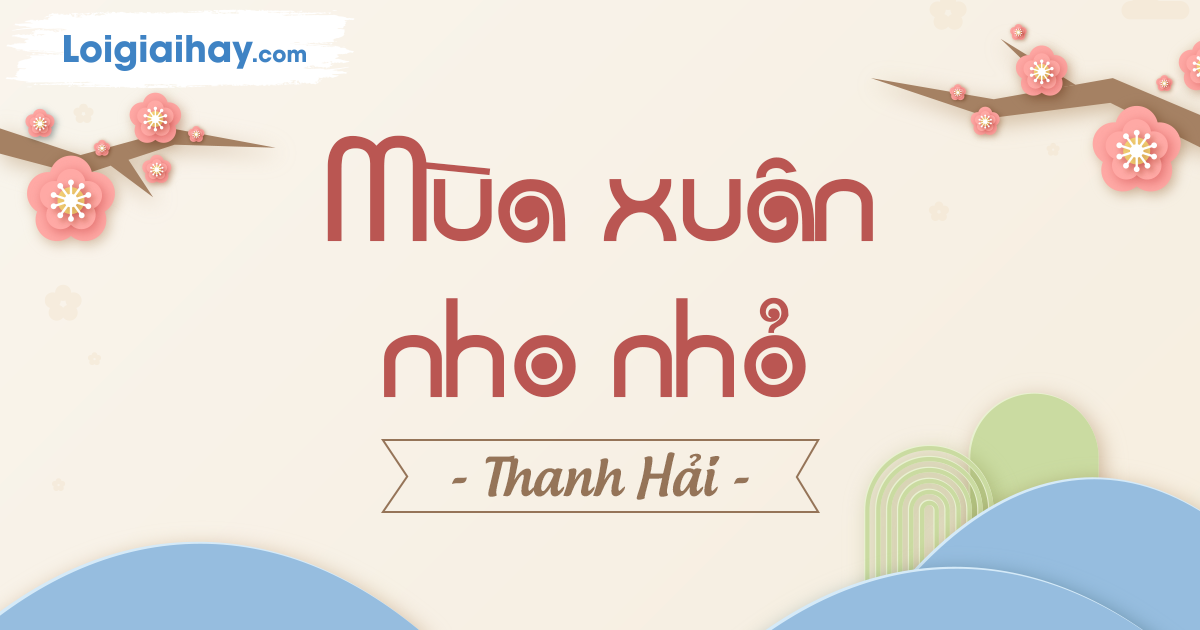 Loigiaihay.com
Mùa xuân
nho nhỏ
- Thanh Hải -